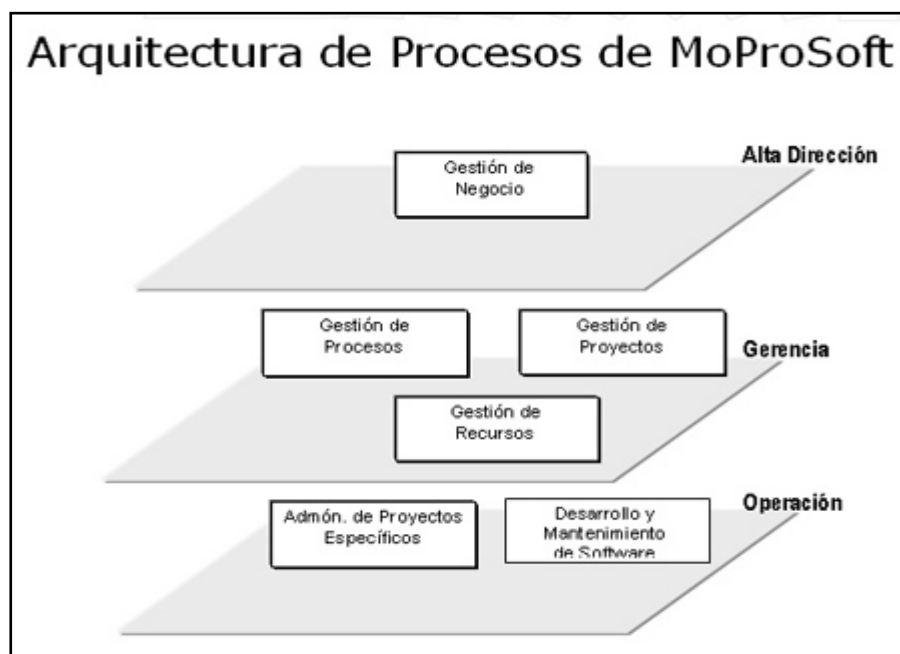 Arquitectura de Procesos de MoProSoft
Alta Dirección
Gestión de
Negocio
Gestión de
Procesos
Gestión de
Proyectos
Gerencia
Gestión de
Recursos
Operación
Admón. de Proyectos
Específicos
Desarrollo y
Mantenimiento
de Software